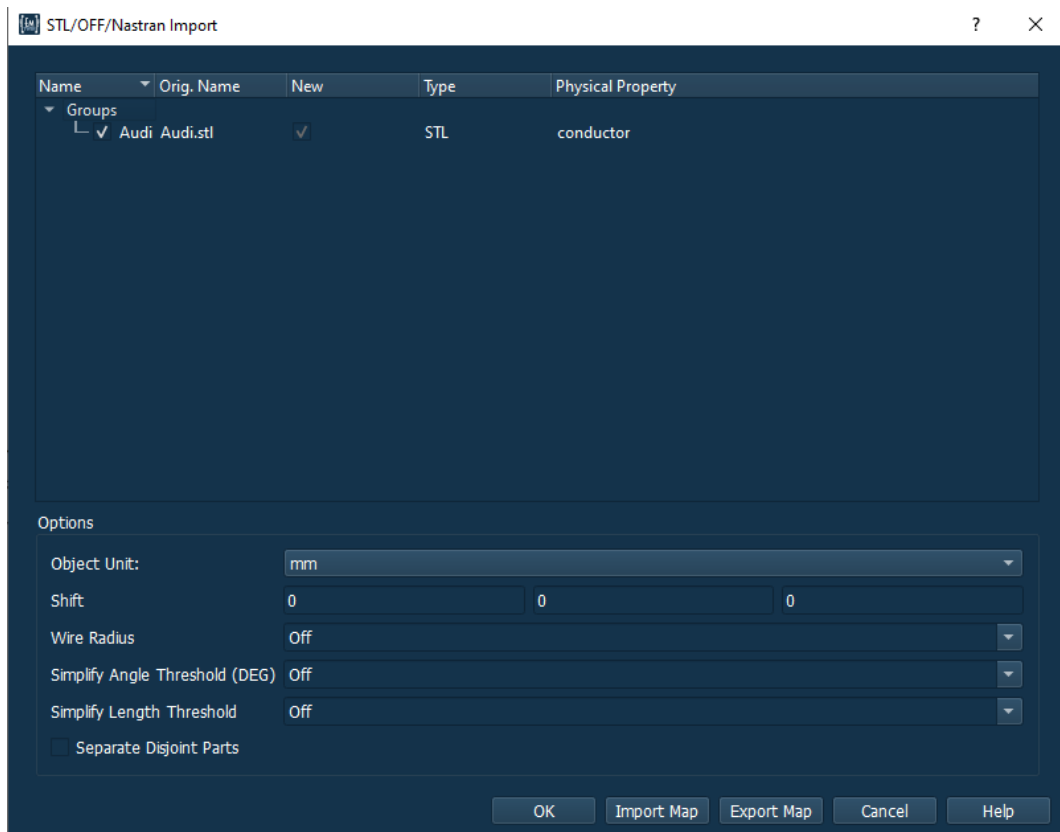 STL/OFF/Nastran Import
Name Orig. Name New Type Physical Property
Groups
Audi Audi.stl STL conductor
Options
Object Unit: mm
Shift 0 0 0
Wire Radius Off
Simplify Angle Threshold (DEG) Off
Simplify Length Threshold Off
Separate Disjoint Parts
OK Import Map Export Map Cancel Help